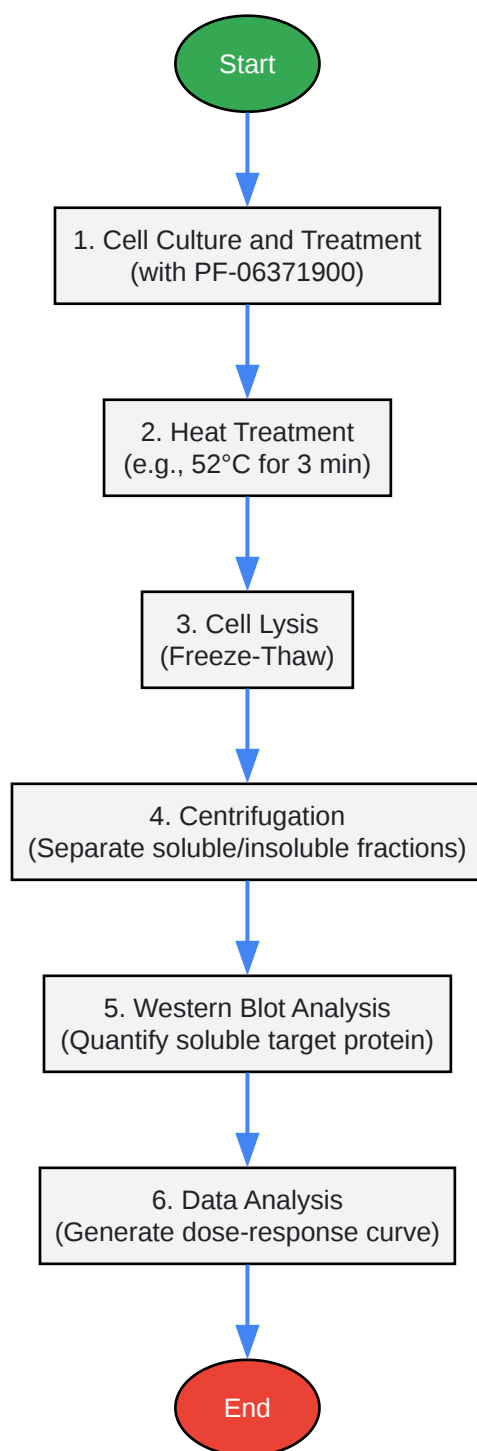 Start
1. Cell Culture and Treatment
(with PF-06371900)
2. Heat Treatment
(e.g., 52°C for 3 min)
3. Cell Lysis
(Freeze-Thaw)
4. Centrifugation
(Separate soluble/insoluble fractions)
5. Western Blot Analysis
(Quantify soluble target protein)
6. Data Analysis
(Generate dose-response curve)
End